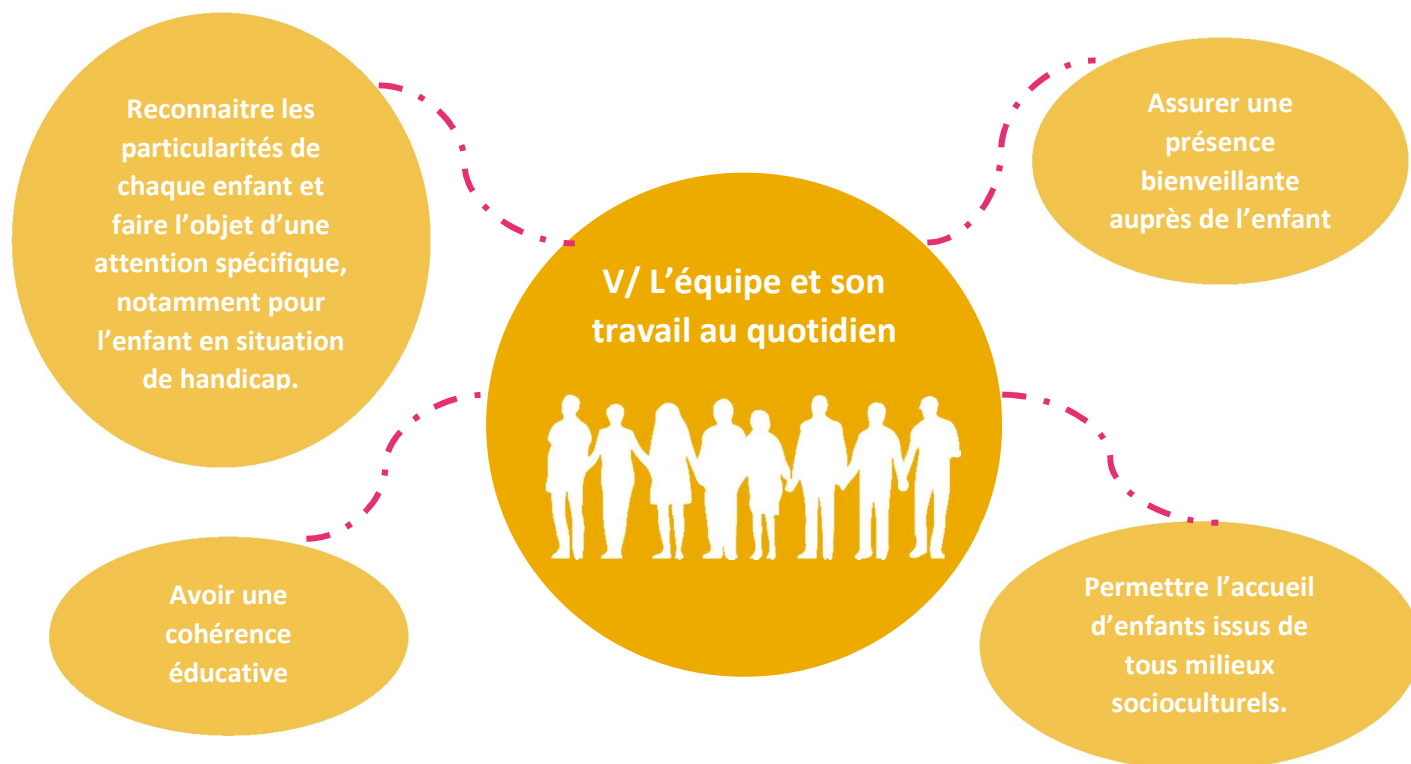 Reconnaitre les
particularités de
chaque enfant et
faire l’objet d’une
attention spécifique,
notamment pour
l’enfant en situation
de handicap.
Assurer une
présence
bienveillante
auprès de l’enfant
V/ L’équipe et son
travail au quotidien
Avoir une
cohérence
éducative
Permettre l’accueil
d’enfants issus de
tous milieux
socioculturels.